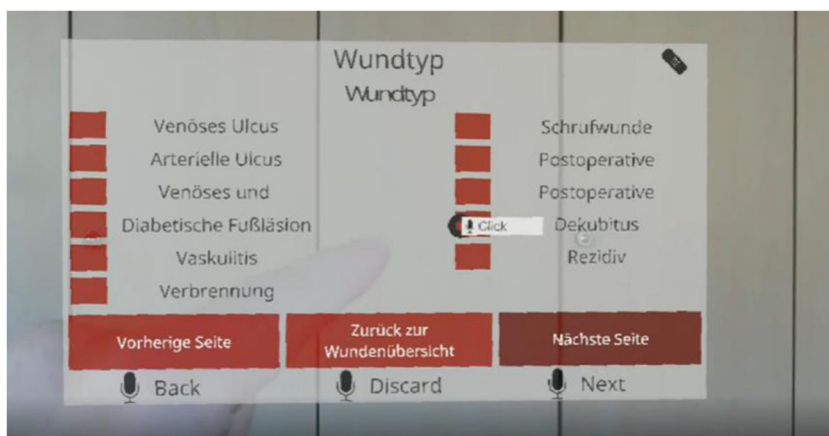 Wundtyp
Wundtyp
Venöses Ulcus
Arterielle Ulcus
Venöses und
Diabetische Fußläsion
Vaskulitis
Verbrennung
Schrufwunde
Postoperative
Postoperative
Click
Dekubitus
Rezidiv
Vorherige Seite
Zurück zur
Wundenübersicht
Nächste Seite
Back
Discard
Next